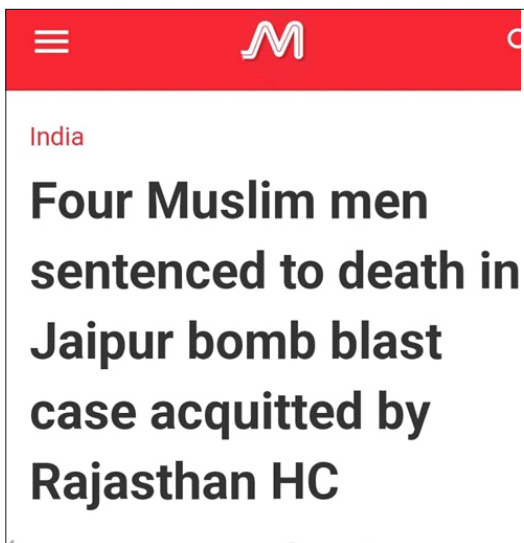 India
Four Muslim men
sentenced to death in
Jaipur bomb blast
case acquitted by
Rajasthan HC